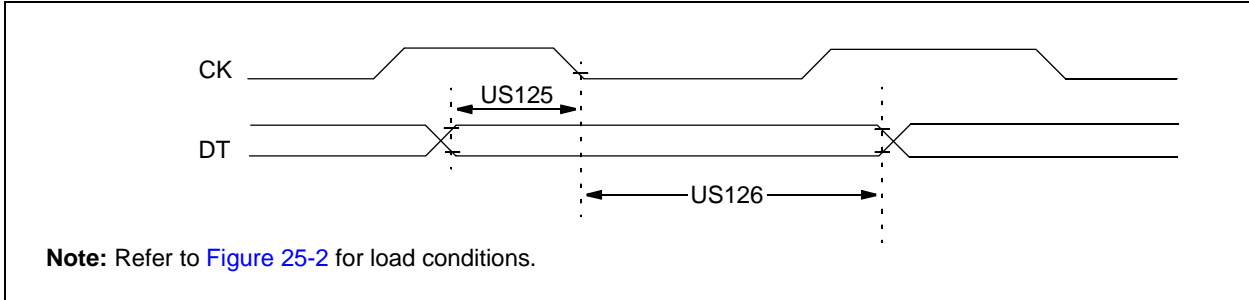 CK
US125
DT
US126
Note: Refer to Figure 25-2 for load conditions.